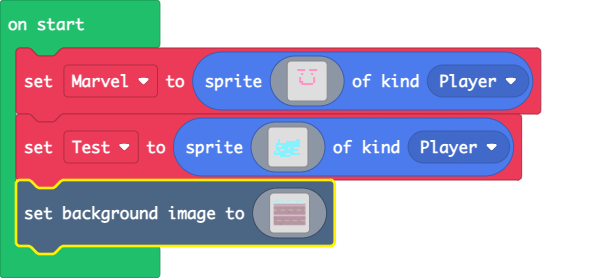 on start
set Marvel to sprite of kind Player
set Test to sprite of kind Player
set background image to